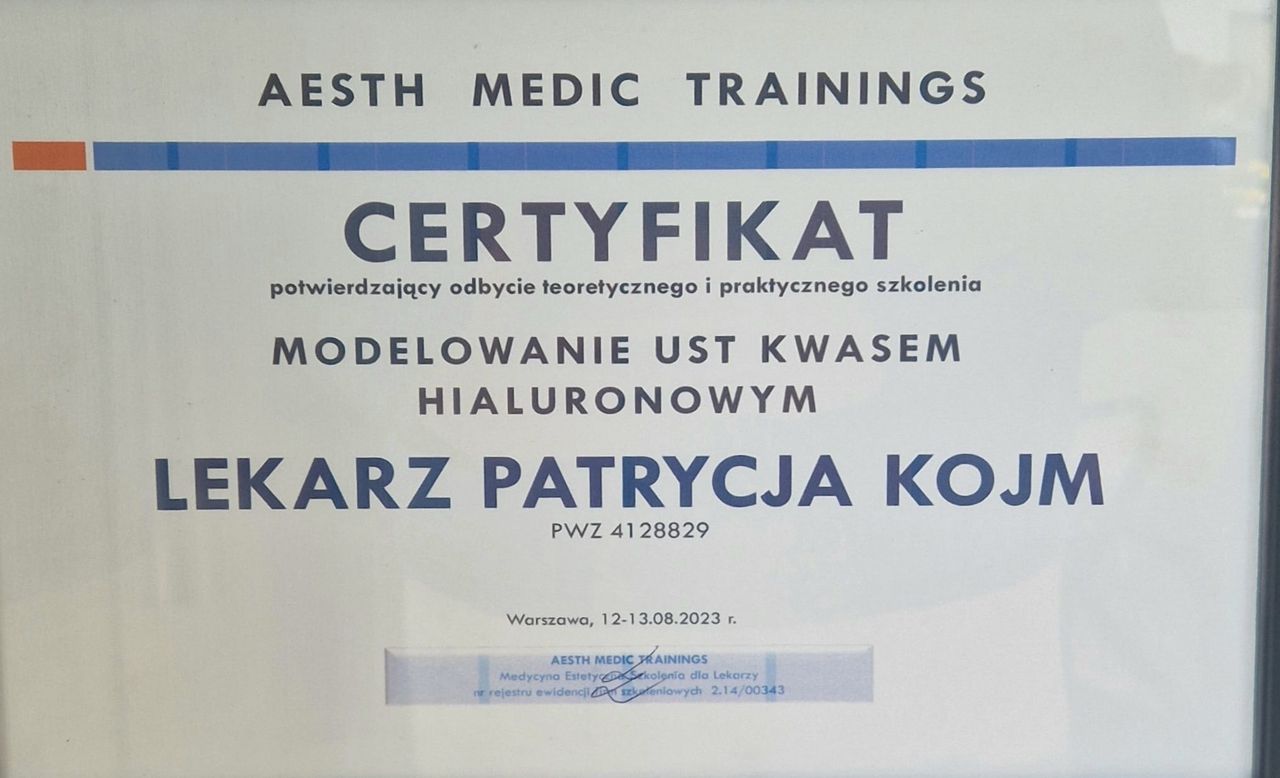 AESTH MEDIC TRAININGS
CERTYFIKAT
potwierdzający odbycie teoretycznego i praktycznego szkolenia
MODELOWANIE UST KWASEM
HIALURONOWYM
LEKARZ PATRYCJA KOJM
PWZ 4128829
Warszawa, 12-13.08.2023 r.
AESTH MEDIC TRAININGS
Medycyna Estetyczna Szkolenia dla Lekarzy
nr rejestru ewidencji firm szkoleniowych 2.14/00343